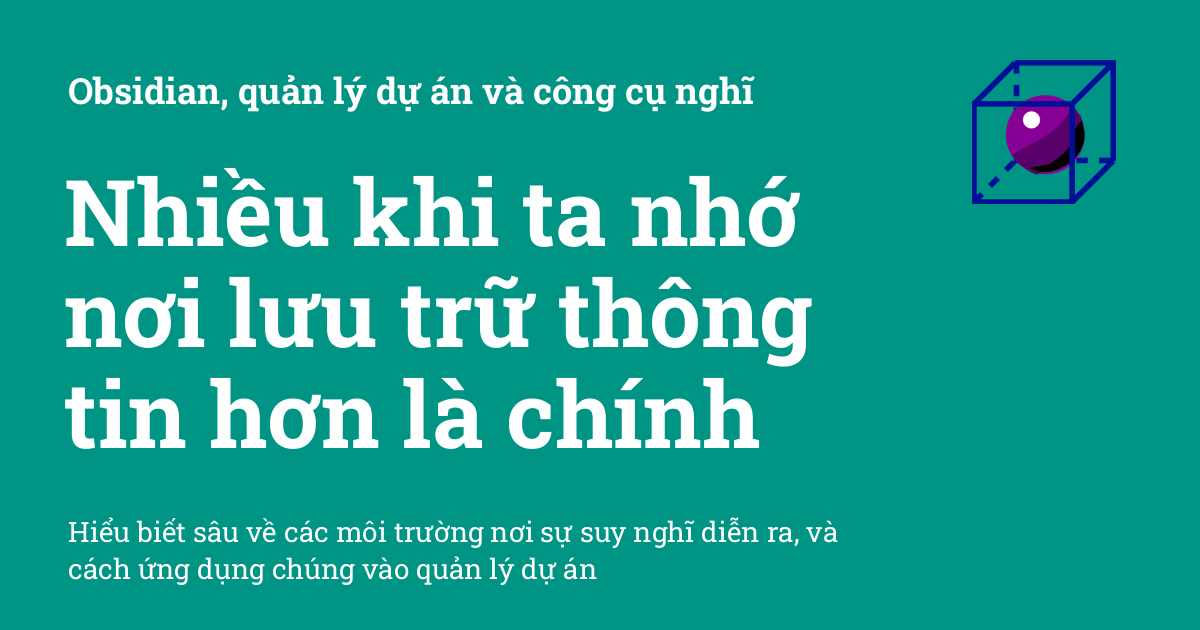 Obsidian, quản lý dự án và công cụ nghĩ
Nhiều khi ta nhớ
nơi lưu trữ thông
tin hơn là chính
Hiểu biết sâu về các môi trường nơi sự suy nghĩ diễn ra, và
cách ứng dụng chúng vào quản lý dự án